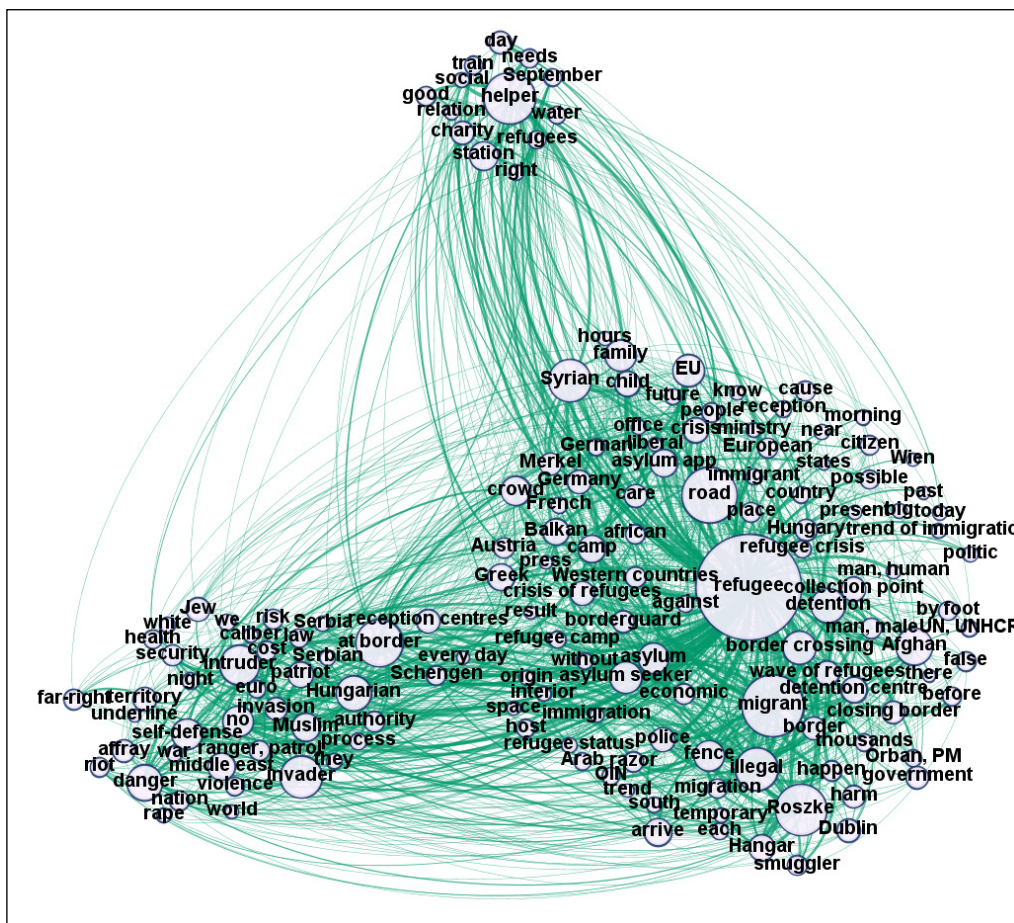 day
needs
train
social
September
good
helper
relation
water
charity
refugees
station
right
hours
family
Syrian
child
EU
future
know
cause
people
reception
morning
office
crisis
ministry
near
German
liberal
European
citizen
Merkel
asylum app
Wien
crowd
Germany
immigrant
states
possible
French
care
road
country
past
place
present
big
today
Balkan
african
Hungary
trend of immigration
Austria
camp
refugee crisis
politic
press
Greek
Western countries
refugee
man, human
crisis of refugees
collection point
against
detention
by foot
result
borderguard
man, male
UN, UNHCR
refugee camp
border crossing
Afghan
without
asylum
wave of refugees
there
false
origin
asylum seeker
detention centre
before
interior
economic
migrant
space
immigration
closing border
host
border
refugee status
police
thousands
Arab
razor
fence
illegal
Orban, PM
OIN
happen
government
trend
migration
harm
south
Roszke
temporary
arrive
each
Dublin
Hangar
smuggler
Jew
we
risk
Serbia
reception centres
white
caliber
law
at border
health
cost
security
intruder
Serbian
every day
patriot
Schengen
night
euro
Hungarian
far-right
territory
invasion
underline
no
Muslim
authority
self-defense
process
affray
war
ranger, patrol
they
riot
middle east
danger
violence
Invader
nation
rape
world